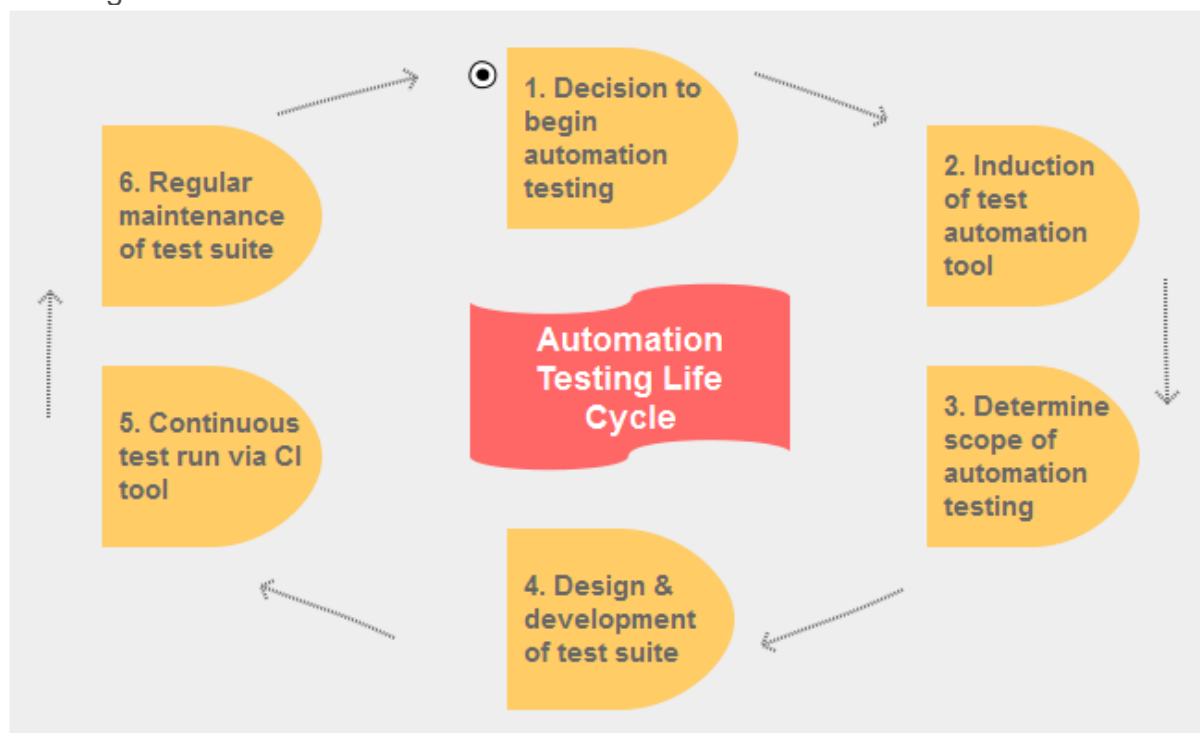 1. Decision to
begin
automation
testing
2. Induction
of test
automation
tool
3. Determine
scope of
automation
testing
4. Design &
development
of test suite
5. Continuous
test run via CI
tool
6. Regular
maintenance
of test suite
Automation
Testing Life
Cycle